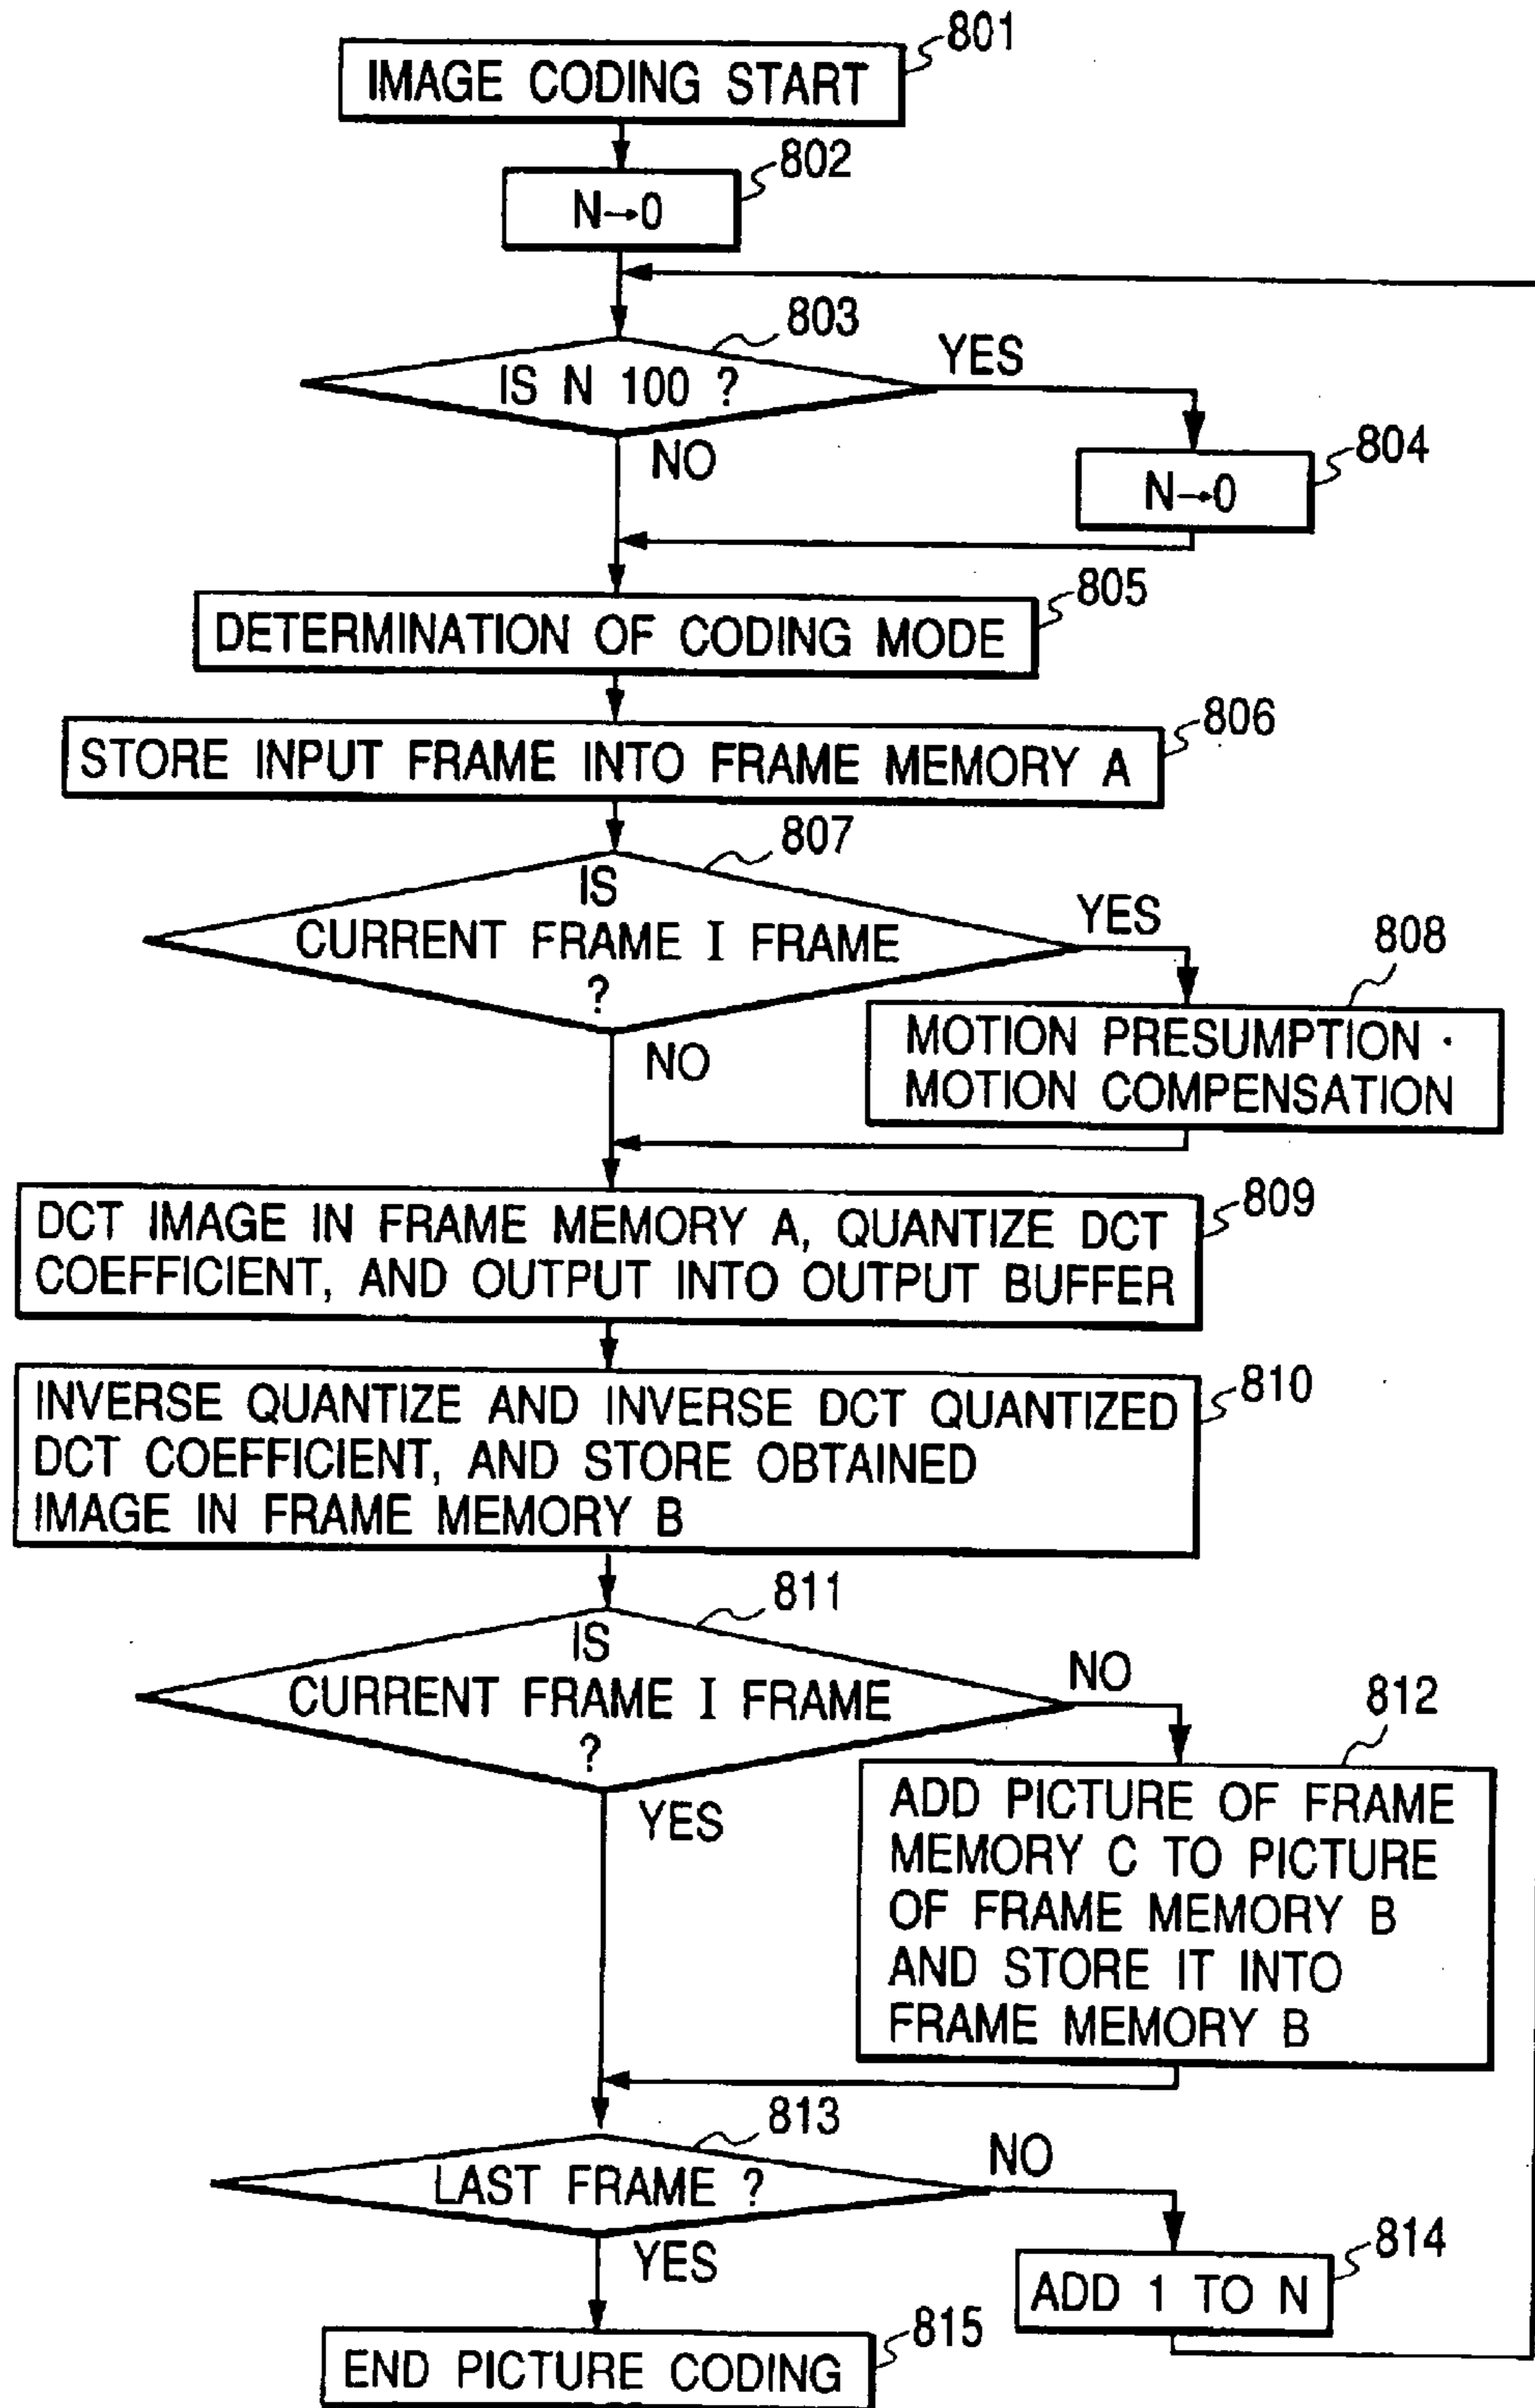 IMAGE CODING START
801
N→0
802
IS N 100 ?
803
YES
NO
N→0
804
DETERMINATION OF CODING MODE
805
STORE INPUT FRAME INTO FRAME MEMORY A
806
807
IS
CURRENT FRAME I FRAME
?
YES
NO
808
MOTION PRESUMPTION ·
MOTION COMPENSATION
DCT IMAGE IN FRAME MEMORY A, QUANTIZE DCT
COEFFICIENT, AND OUTPUT INTO OUTPUT BUFFER
809
INVERSE QUANTIZE AND INVERSE DCT QUANTIZED
DCT COEFFICIENT, AND STORE OBTAINED
IMAGE IN FRAME MEMORY B
810
811
IS
CURRENT FRAME I FRAME
?
NO
YES
812
ADD PICTURE OF FRAME
MEMORY C TO PICTURE
OF FRAME MEMORY B
AND STORE IT INTO
FRAME MEMORY B
813
LAST FRAME ?
NO
YES
ADD 1 TO N
814
END PICTURE CODING
815